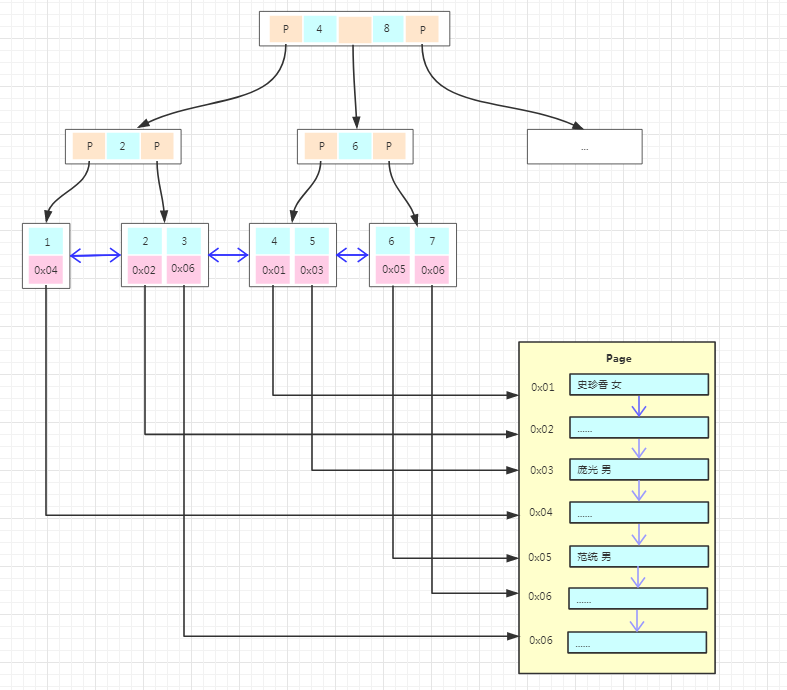 P 4 8 P
P 2 P
P 6 P
...
1
2 3
4 5
6 7
0x04
0x02 0x06
0x01 0x03
0x05 0x06
Page
0x01 史珍香 女
0x02 ......
0x03 庞光 男
0x04 ......
0x05 范统 男
0x06 ......
0x06 ......